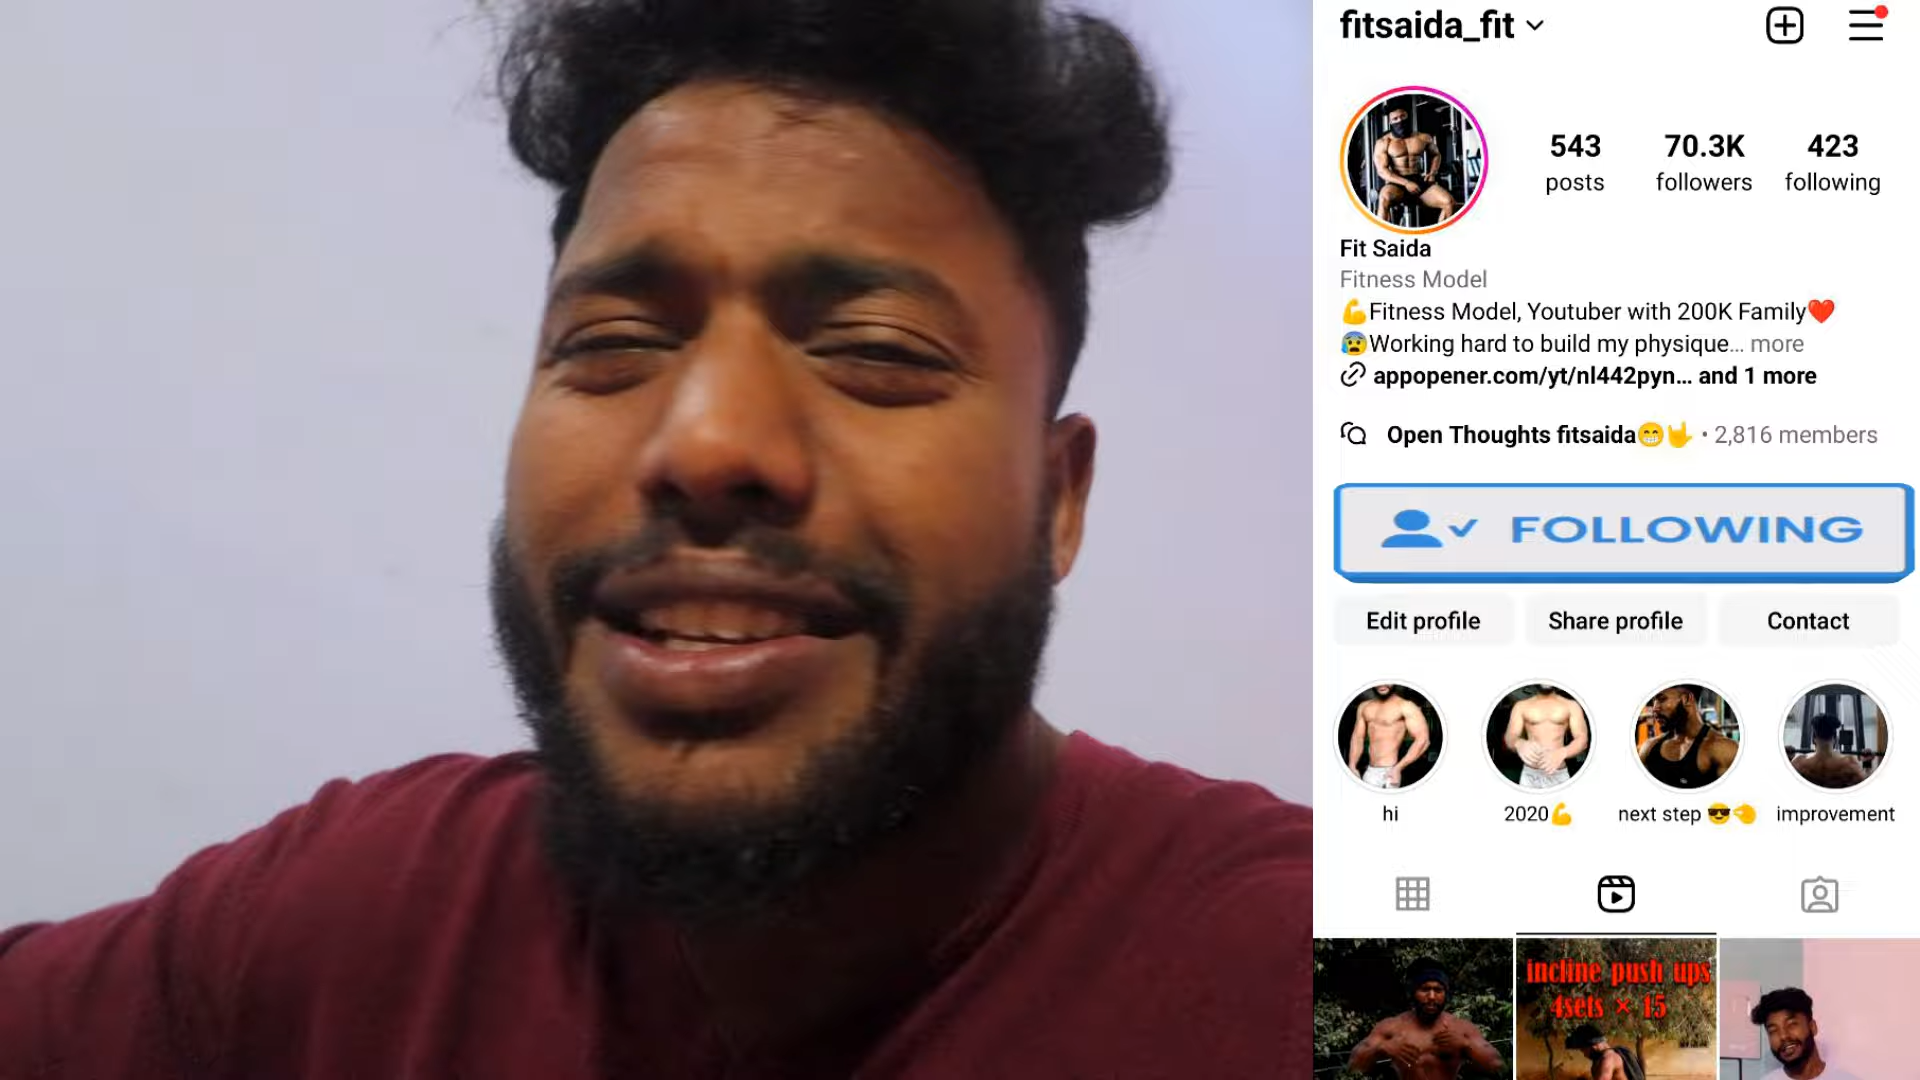 fitsaida_fit
543 70.3K 423
posts followers following
Fit Saida
Fitness Model
💪Fitness Model, Youtuber with 200K Family❤️
😰Working hard to build my physique... more
appopener.com/yt/nl442pyn... and 1 more
Open Thoughts fitsaida😁🤟 • 2,816 members
FOLLOWING
Edit profile Share profile Contact
hi 2020💪 next step 😎🤏 improvement
incline push ups
4sets × 15